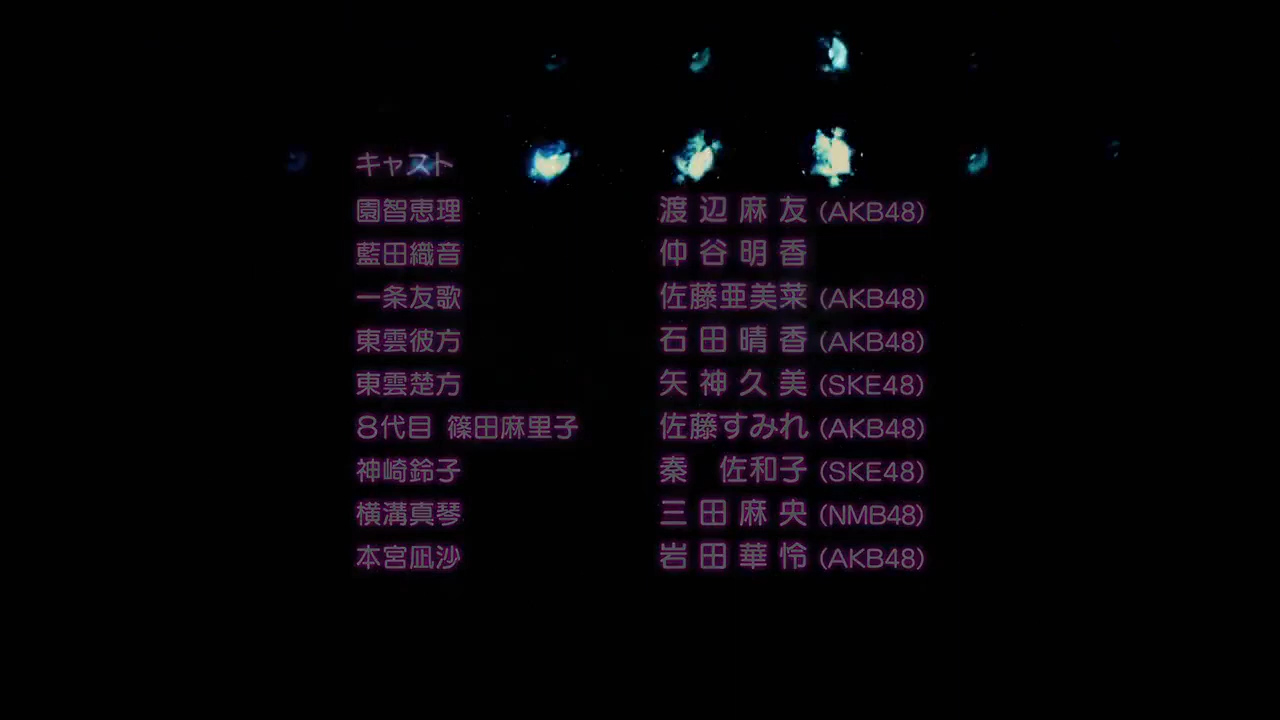 キャスト
園智恵理 渡辺麻友 (AKB48)
藍田織音 仲谷明香
一条友歌 佐藤亜美菜 (AKB48)
東雲彼方 石田晴香 (AKB48)
東雲楚方 矢神久美 (SKE48)
8代目 篠田麻里子 佐藤すみれ (AKB48)
神崎鈴子 秦 佐和子 (SKE48)
横溝真琴 三田麻央 (NMB48)
本宮凪沙 岩田華怜 (AKB48)